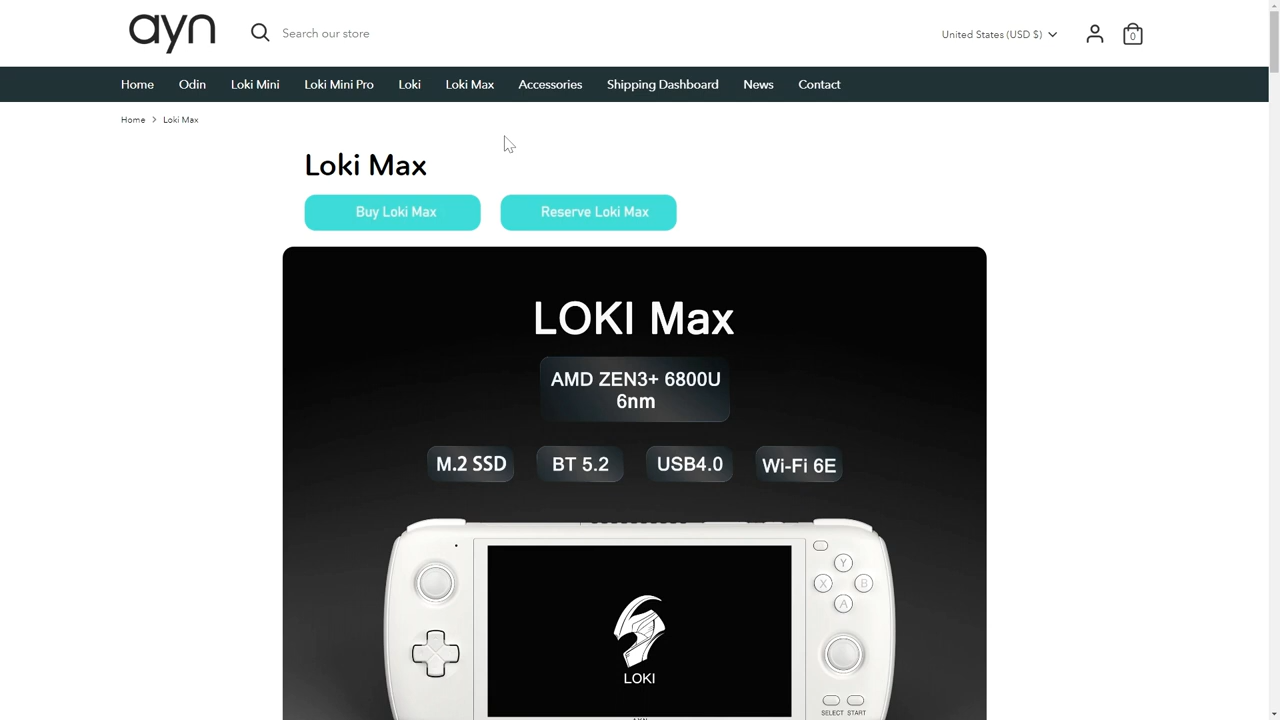 ayn
Search our store
United States (USD $)
0
Home
Odin
Loki Mini
Loki Mini Pro
Loki
Loki Max
Accessories
Shipping Dashboard
News
Contact
Home > Loki Max
Loki Max
Buy Loki Max
Reserve Loki Max
LOKI Max
AMD ZEN3+ 6800U
6nm
M.2 SSD
BT 5.2
USB4.0
Wi-Fi 6E
Y
X
B
A
LOKI
SELECT START
AYN